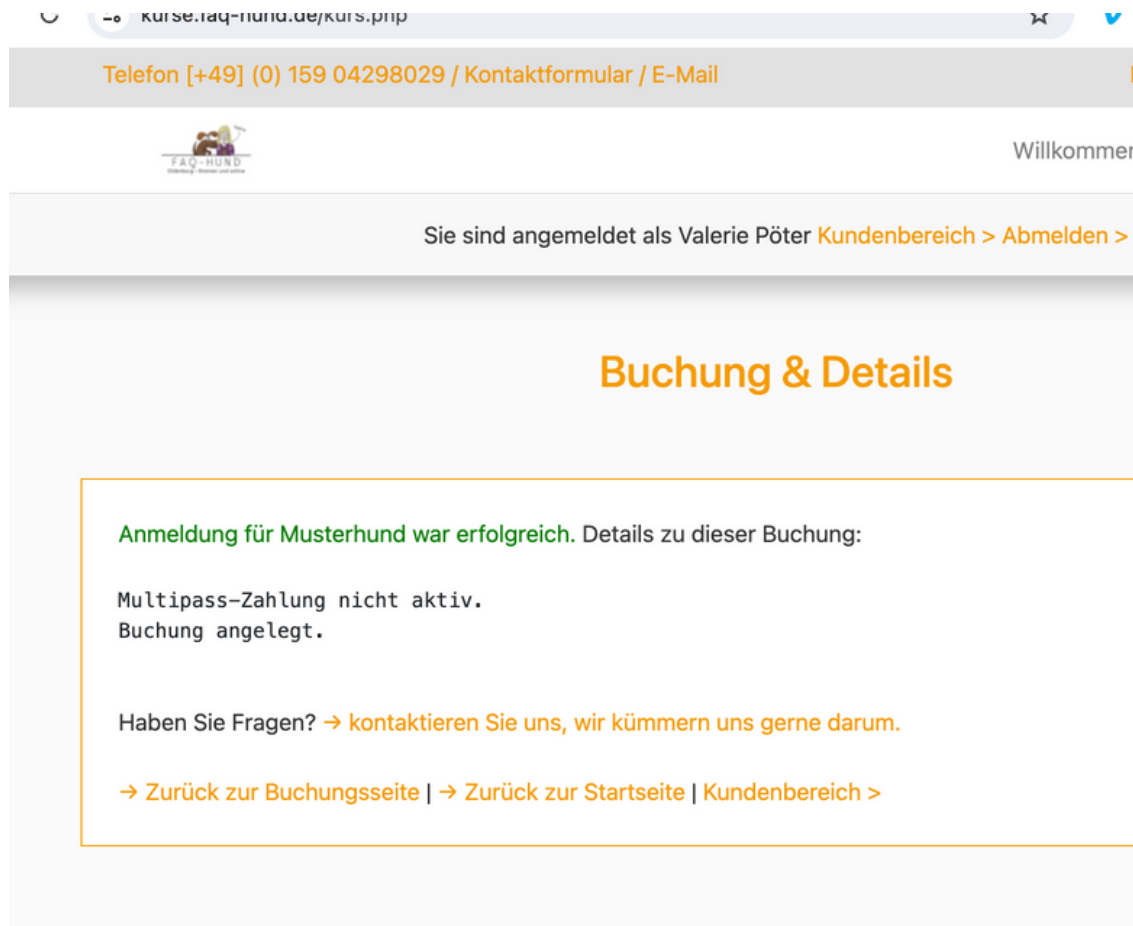 kurse.faq-hund.de/kurs.php
Telefon [+49] (0) 159 04298029 / Kontaktformular / E-Mail
FAQ-HUND
Willkommen
Sie sind angemeldet als Valerie Pöter Kundenbereich > Abmelden >
Buchung & Details
Anmeldung für Musterhund war erfolgreich. Details zu dieser Buchung:
Multipass-Zahlung nicht aktiv.
Buchung angelegt.
Haben Sie Fragen? → kontaktieren Sie uns, wir kümmern uns gerne darum.
→ Zurück zur Buchungsseite | → Zurück zur Startseite | Kundenbereich >